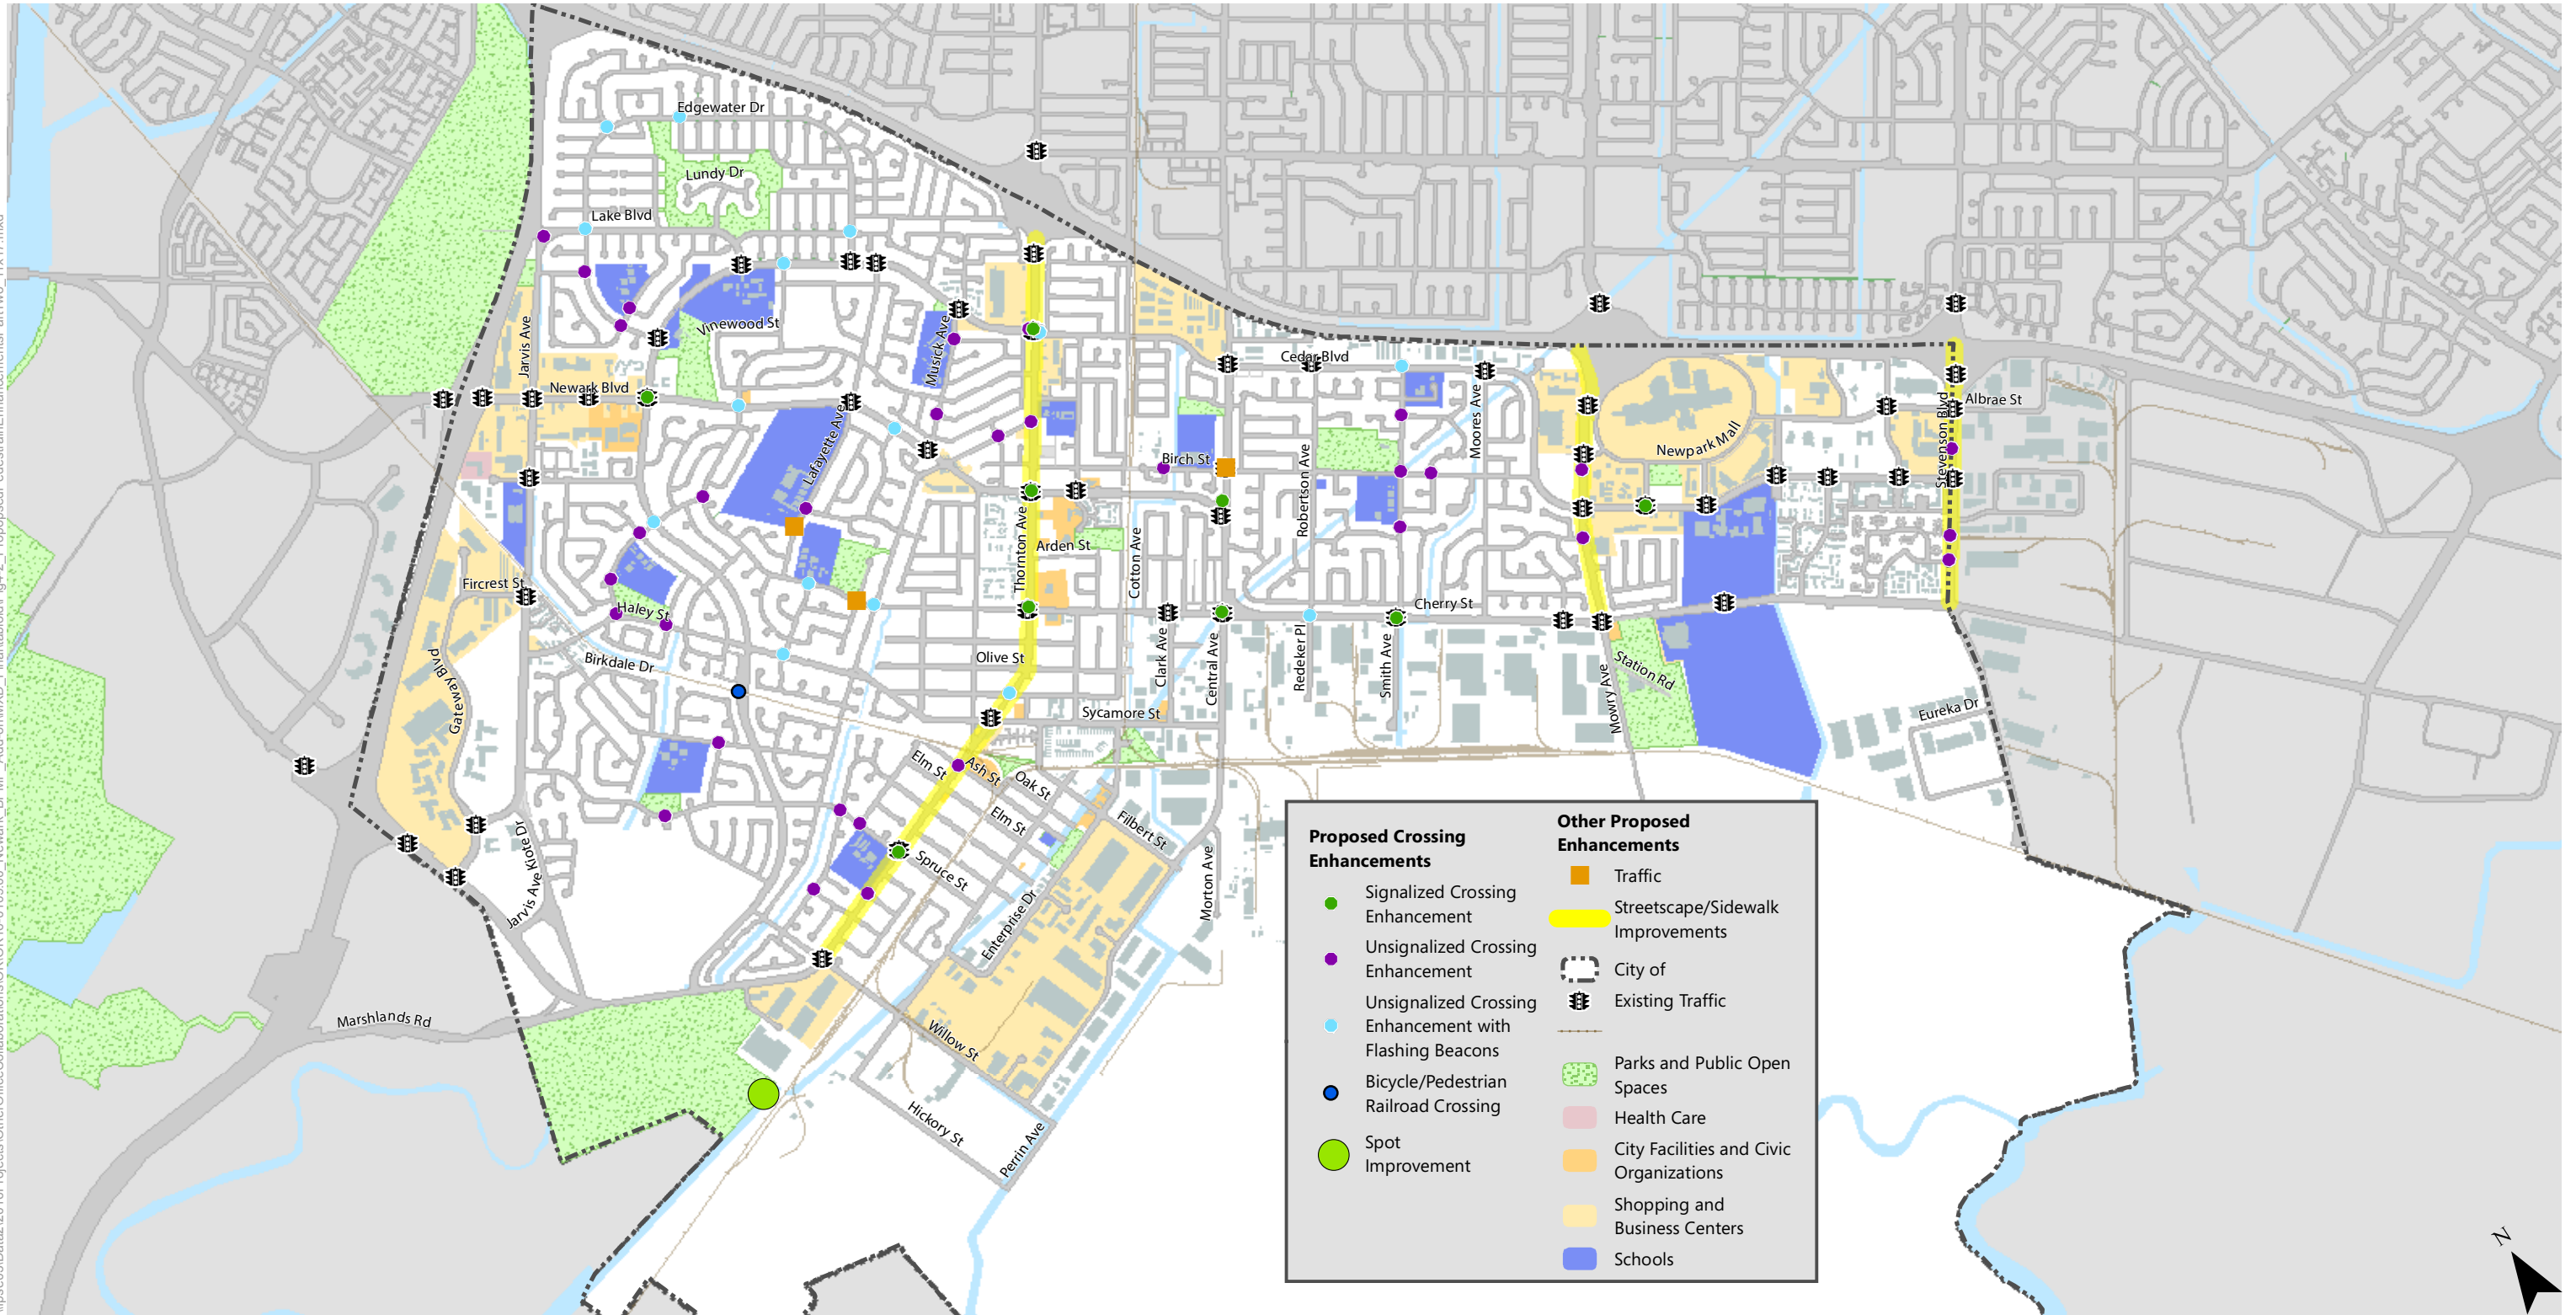 Edgewater Dr
Lundy Dr
Lake Blvd
Jarvis Ave
Vinewood St
Musick Ave
Newark Blvd
Lafayette Ave
Cedar Blvd
Moores Ave
Albrae St
Newpark Mall
Stevenson Blvd
Birch St
Robertson Ave
Thornton Ave
Arden St
Cotton Ave
Fircrest St
Haley St
Cherry St
Birkdale Dr
Olive St
Clark Ave
Central Ave
Redeker Pl
Smith Ave
Mowry Ave
Station Rd
Gateway Blvd
Sycamore St
Eureka Dr
Elm St
Ash St
Oak St
Elm St
Filbert St
Spruce St
Jarvis Ave
Kiote Dr
Enterprise Dr
Morton Ave
Marshlands Rd
Willow St
Hickory St
Perrin Ave
Proposed Crossing
Enhancements
Signalized Crossing
Enhancement
Unsignalized Crossing
Enhancement
Unsignalized Crossing
Enhancement with
Flashing Beacons
Bicycle/Pedestrian
Railroad Crossing
Spot
Improvement
Other Proposed
Enhancements
Traffic
Streetscape/Sidewalk
Improvements
City of
Existing Traffic
Parks and Public Open
Spaces
Health Care
City Facilities and Civic
Organizations
Shopping and
Business Centers
Schools
N